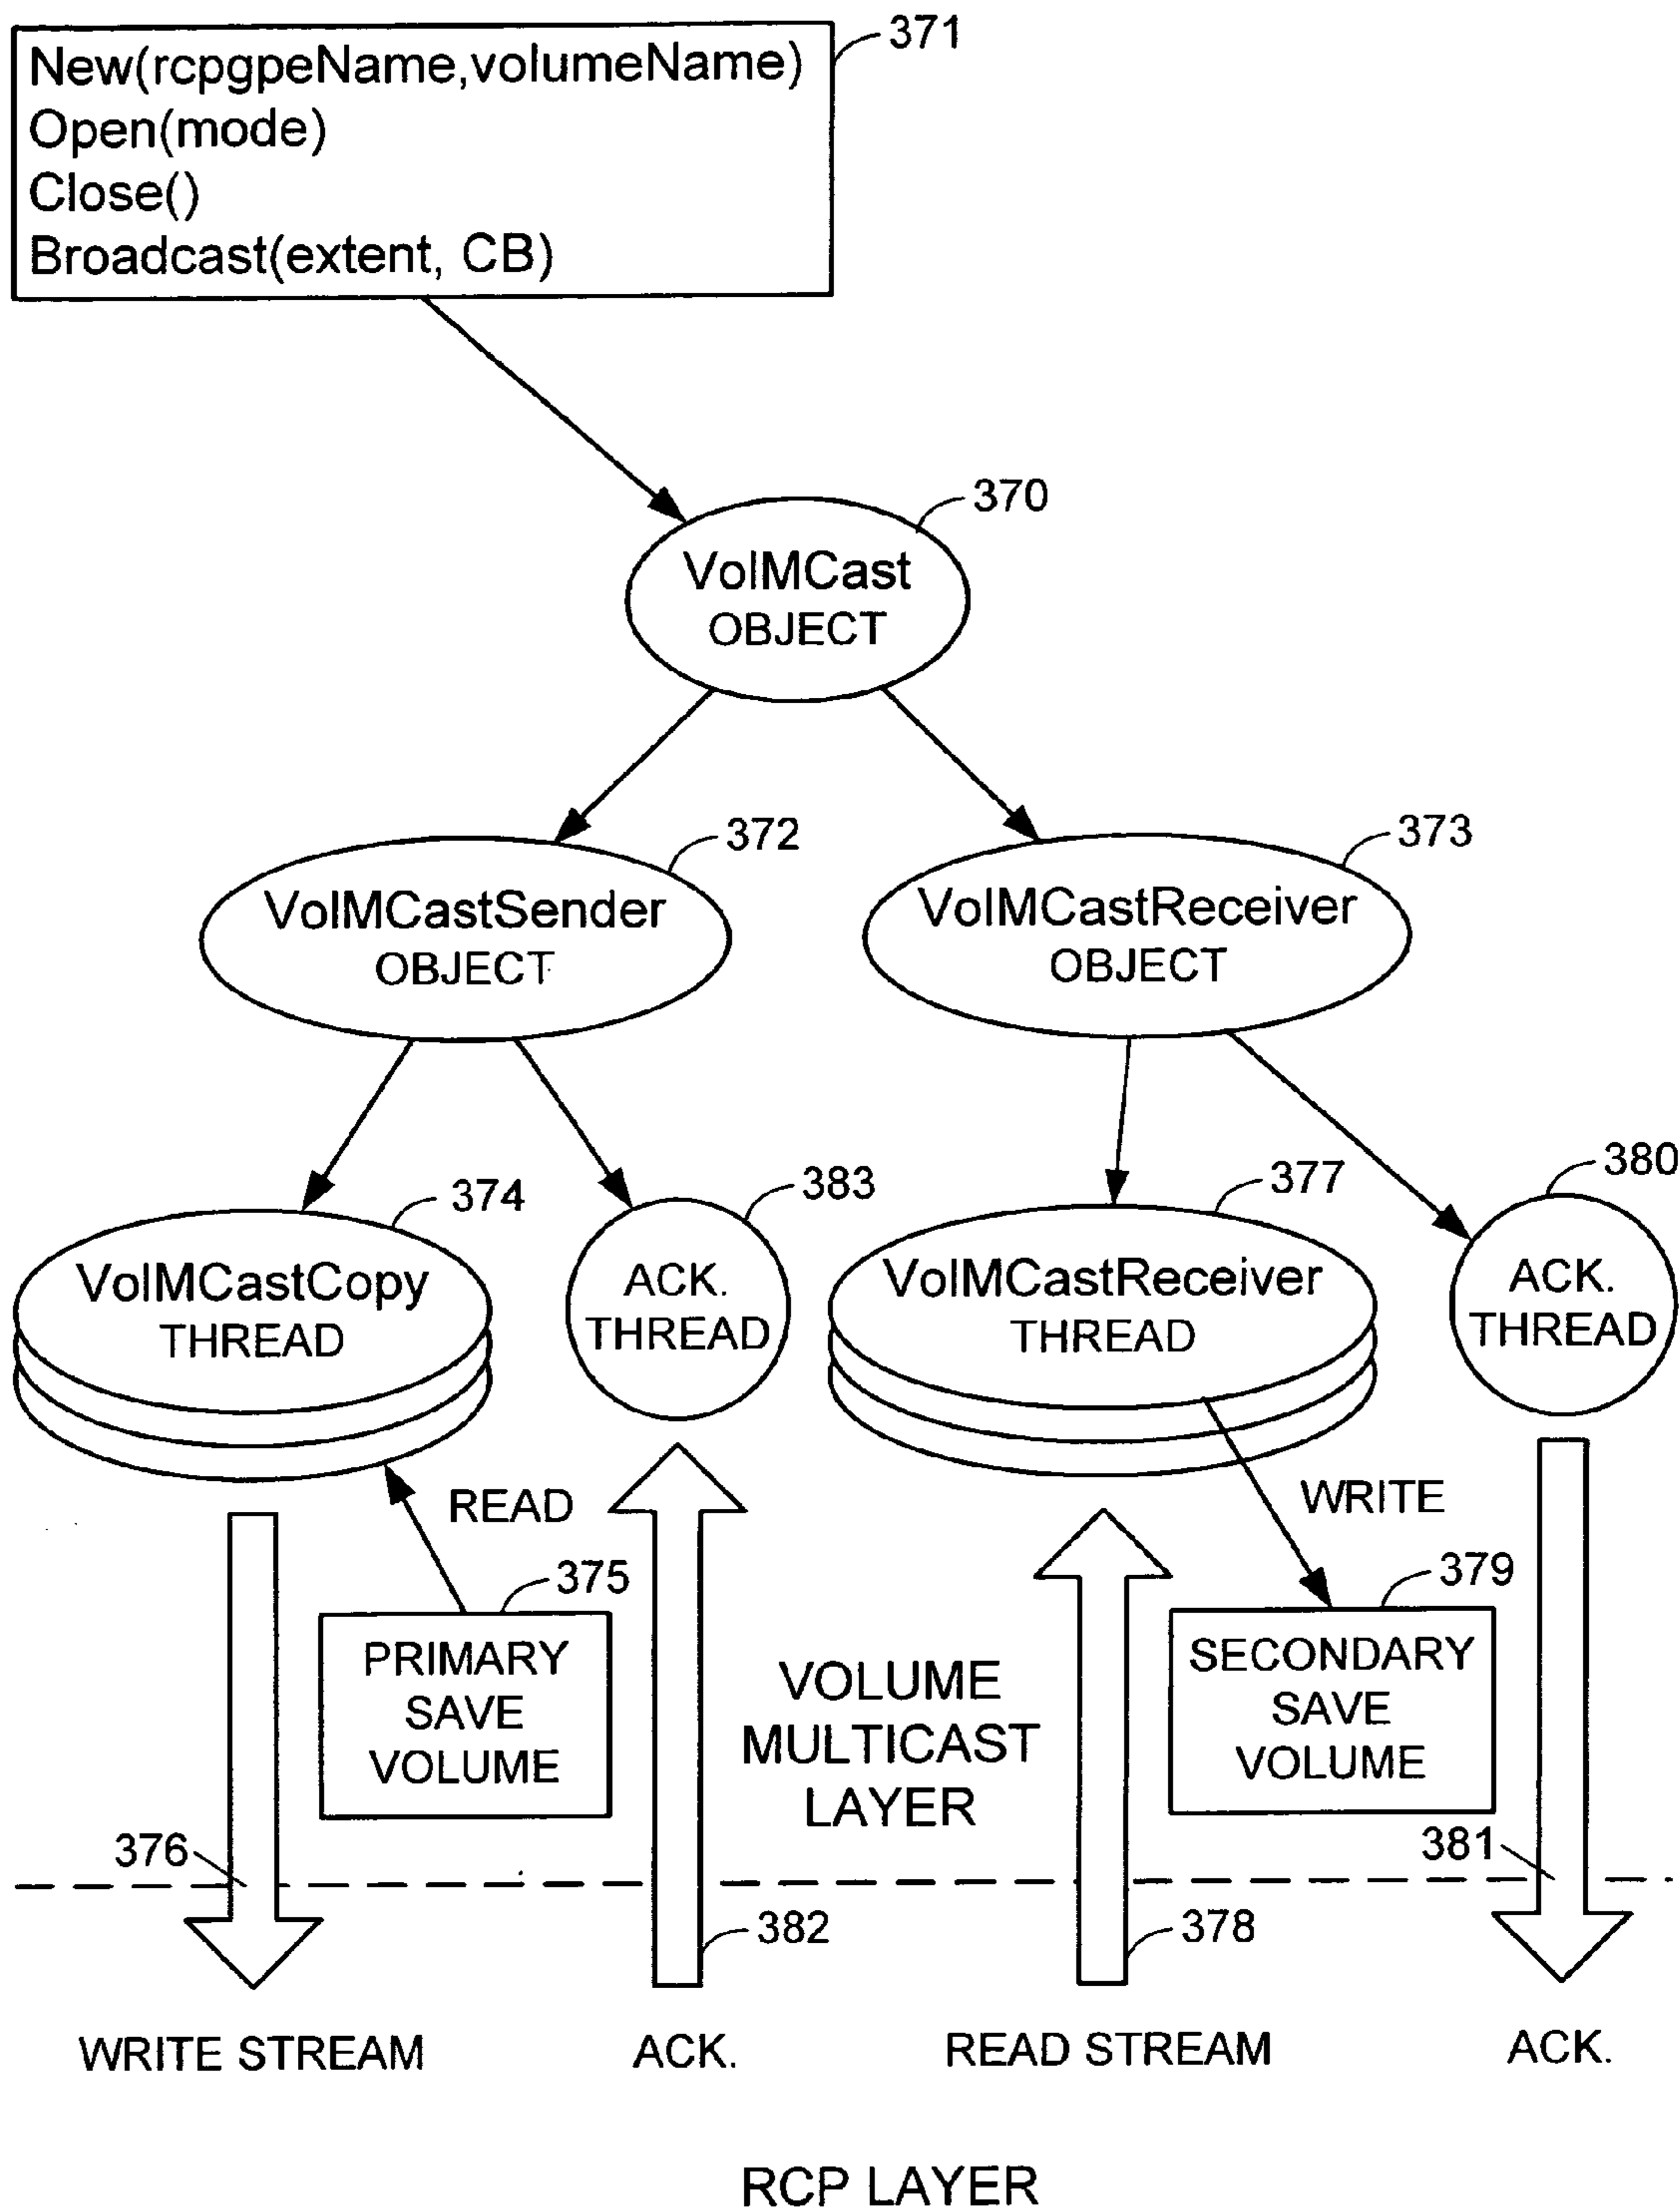 371
New(rcpgpeName,volumeName)
Open(mode)
Close()
Broadcast(extent, CB)
370
VolMCast
OBJECT
372
VolMCastSender
OBJECT
373
VolMCastReceiver
OBJECT
374
VolMCastCopy
THREAD
383
ACK.
THREAD
377
VolMCastReceiver
THREAD
380
ACK.
THREAD
READ
WRITE
375
PRIMARY
SAVE
VOLUME
VOLUME
MULTICAST
LAYER
379
SECONDARY
SAVE
VOLUME
376
382
378
381
WRITE STREAM
ACK.
READ STREAM
ACK.
RCP LAYER